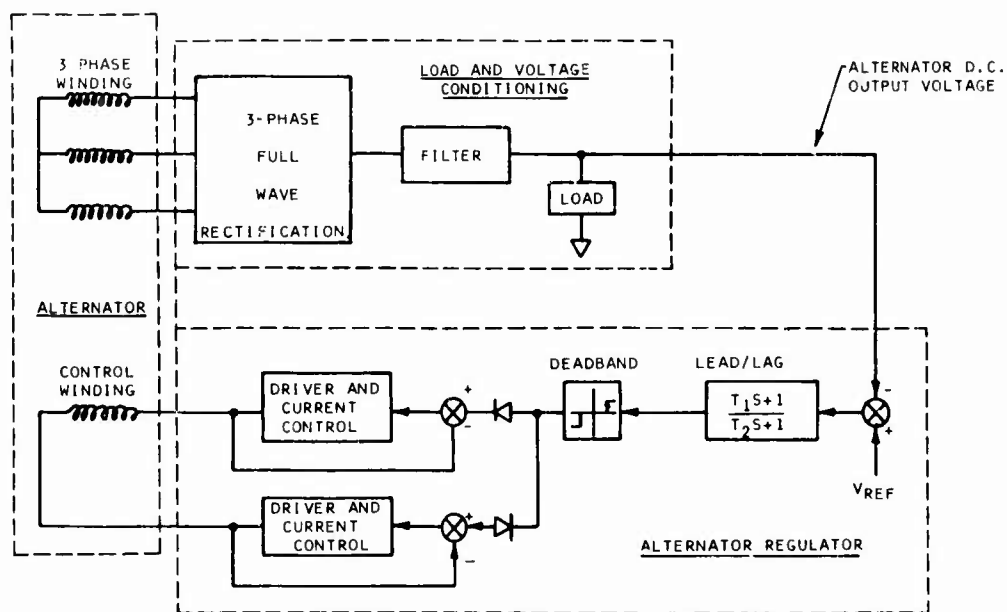 3 PHASE
WINDING
LOAD AND VOLTAGE
CONDITIONING
ALTERNATOR D.C.
OUTPUT VOLTAGE
3-PHASE
FULL
WAVE
RECTIFICATION
FILTER
LOAD
ALTERNATOR
CONTROL
WINDING
DRIVER AND
CURRENT
CONTROL
+
-
DEADBAND
LEAD/LAG
T1S+1
T2S+1
-
+
VREF
DRIVER AND
CURRENT
CONTROL
+
-
ALTERNATOR REGULATOR